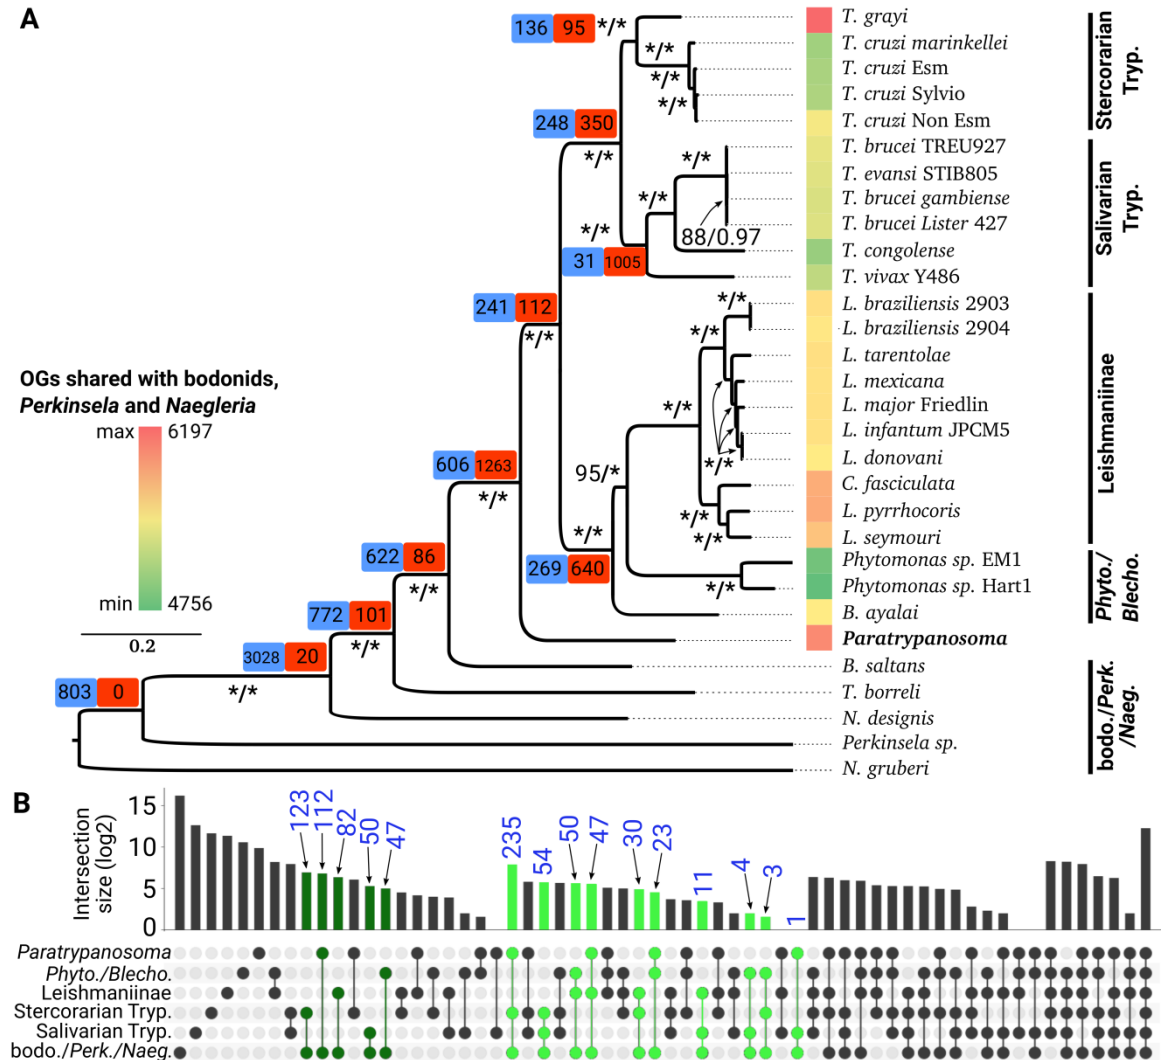 A
136 95 */*
T. grayi
*/*
T. cruzi marinkellei
*/*
T. cruzi Esm
*/*
T. cruzi Sylvio
T. cruzi Non Esm
Stercorarian
Tryp.
248 350
*/*
*/*
T. brucei TREU927
T. evansi STIB805
*/*
T. brucei gambiense
T. brucei Lister 427
*/*
88/0.97
T. congolense
31 1005
T. vivax Y486
Salivarian
Tryp.
241 112
*/*
*/*
L. braziliensis 2903
*/*
L. braziliensis 2904
L. tarentolae
L. mexicana
*/*
L. major Friedlin
L. infantum JPCM5
*/*
L. donovani
95/*
C. fasciculata
*/*
L. pyrrhocoris
*/*
L. seymouri
Leishmaniinae
OGs shared with bodonids,
Perkinsela and Naegleria
max 6197
min 4756
0.2
606 1263
*/*
*/*
269 640
Phytomonas sp. EM1
*/*
Phytomonas sp. Hart1
B. ayalai
Phyto./
Blecho.
622 86
*/*
772 101
*/*
Paratrypanosoma
3028 20
*/*
B. saltans
803 0
T. borreli
N. designis
Perkinsela sp.
N. gruberi
bodo./Perk.
/Naeg.
B
Intersection
size (log2)
15
10
5
0
123
112
82
50
47
235
54
50
47
30
23
11
4
3
1
Paratrypanosoma
Phyto./Blecho.
Leishmaniinae
Stercorarian Tryp.
Salivarian Tryp.
bodo./Perk./Naeg.